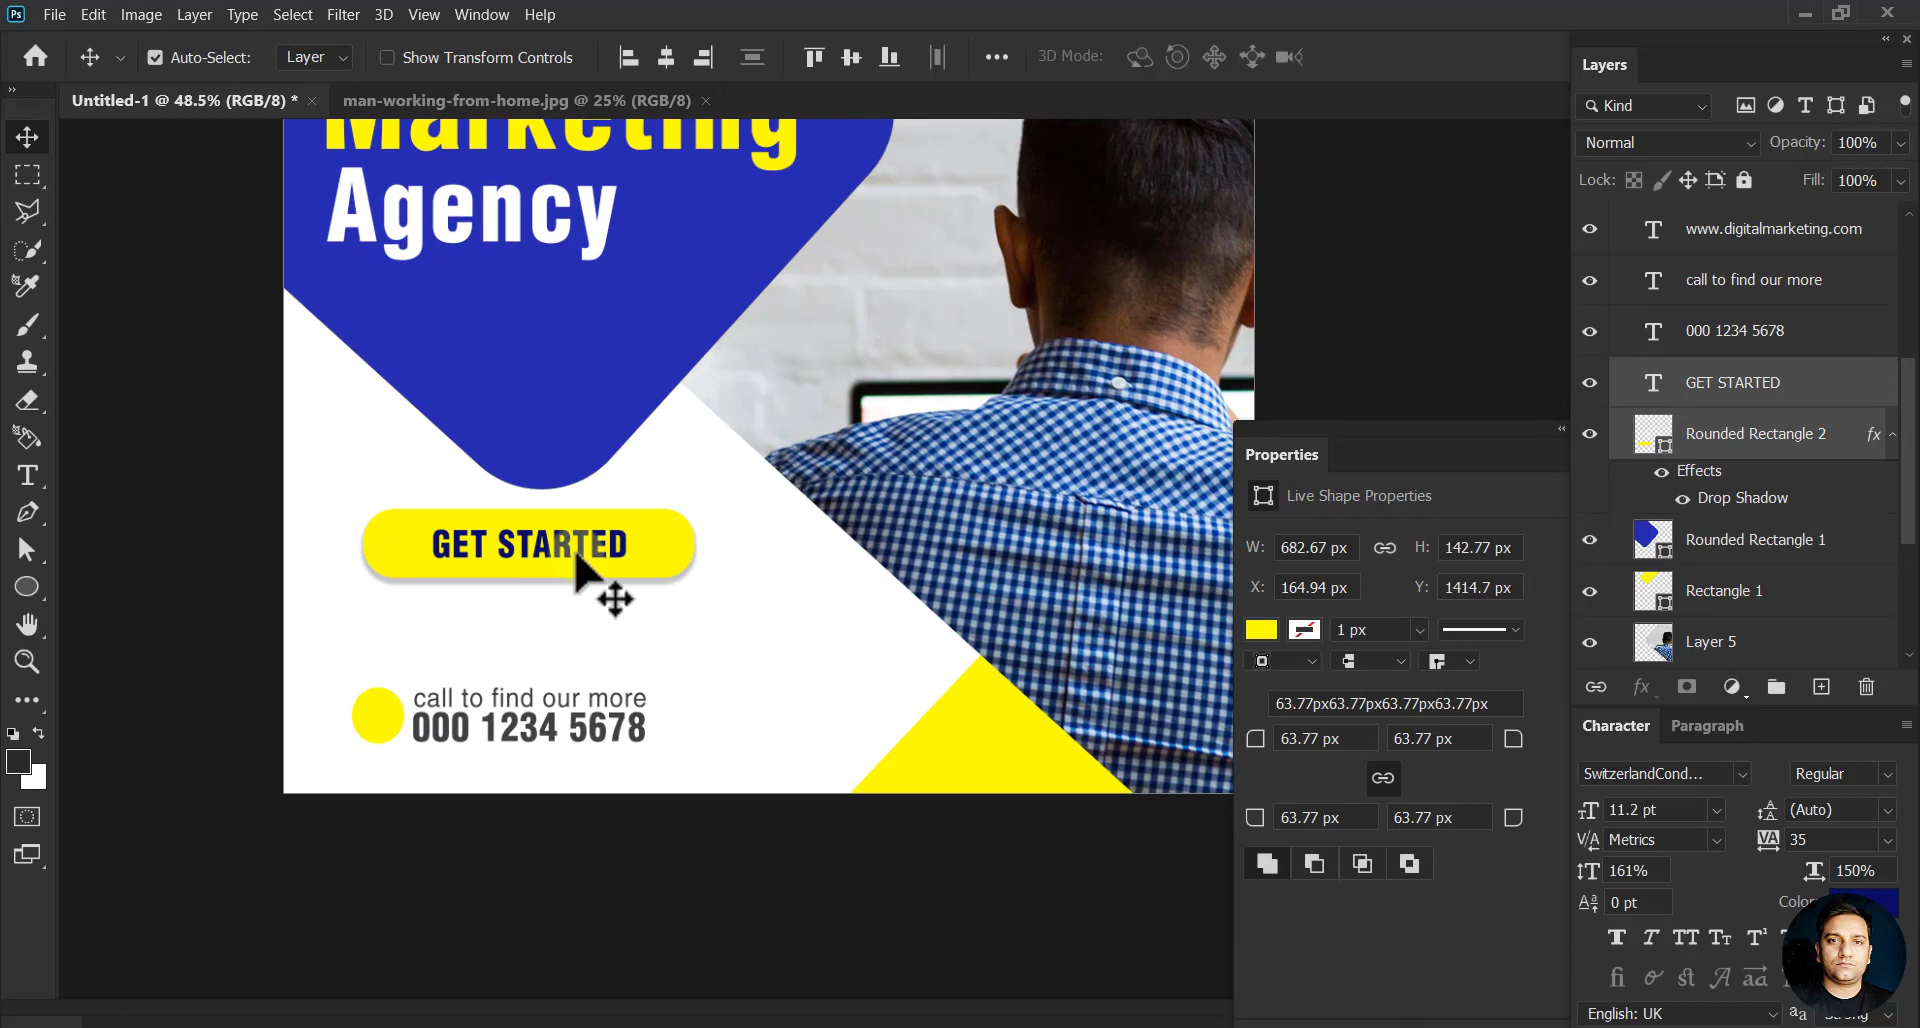 Ps File Edit Image Layer Type Select Filter 3D View Window Help
Auto-Select: Layer Show Transform Controls 3D Mode:
Untitled-1 @ 48.5% (RGB/8) * × man-working-from-home.jpg @ 25% (RGB/8) ×
Marketing
Agency
GET STARTED
call to find our more
000 1234 5678
Properties
Live Shape Properties
W: 682.67 px H: 142.77 px
X: 164.94 px Y: 1414.7 px
1 px
63.77px63.77px63.77px63.77px
63.77 px 63.77 px
63.77 px 63.77 px
Layers
Kind
Normal Opacity: 100%
Lock: Fill: 100%
www.digitalmarketing.com
call to find our more
000 1234 5678
GET STARTED
Rounded Rectangle 2 fx
Effects
Drop Shadow
Rounded Rectangle 1
Rectangle 1
Layer 5
fx
Character Paragraph
SwitzerlandCond... Regular
11.2 pt (Auto)
Metrics 35
161% 150%
0 pt
English: UK